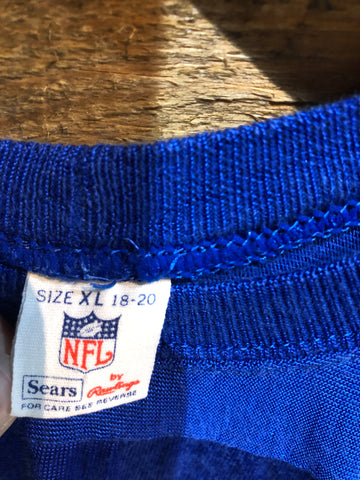 SIZE XL 18-20
NFL
Sears
by
Rawlings
FOR CARE SEE REVERSE